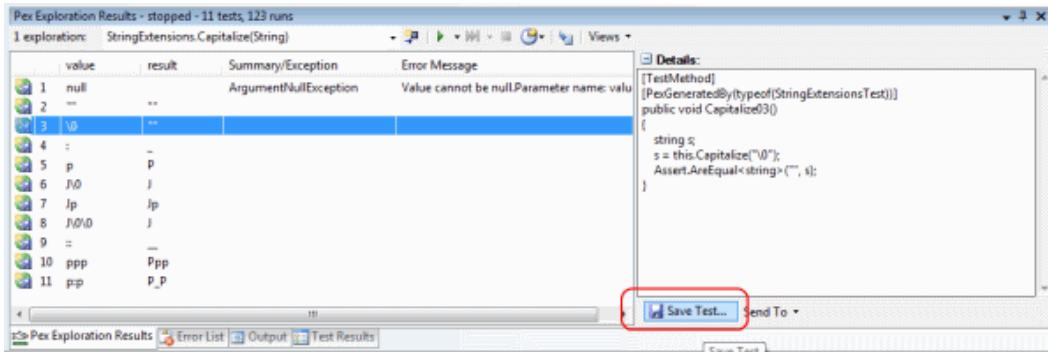 Pex Exploration Results - stopped - 11 tests, 123 runs
1 exploration: StringExtensions.Capitalize(String) Views
value result Summary/Exception Error Message
1 null ArgumentNullException Value cannot be null.Parameter name: valu
2 "" ""
3 \0 ""
4 : _
5 p P
6 J\0 J
7 Jp Jp
8 J\0\0 J
9 :: __
10 ppp Ppp
11 p:p P_P
Details:
[TestMethod]
[PexGeneratedBy(typeof(StringExtensionsTest))]
public void Capitalize03()
{
string s;
s = this.Capitalize("\0");
Assert.AreEqual<string>("", s);
}
Save Test... Send To
Pex Exploration Results Error List Output Test Results
Save Test